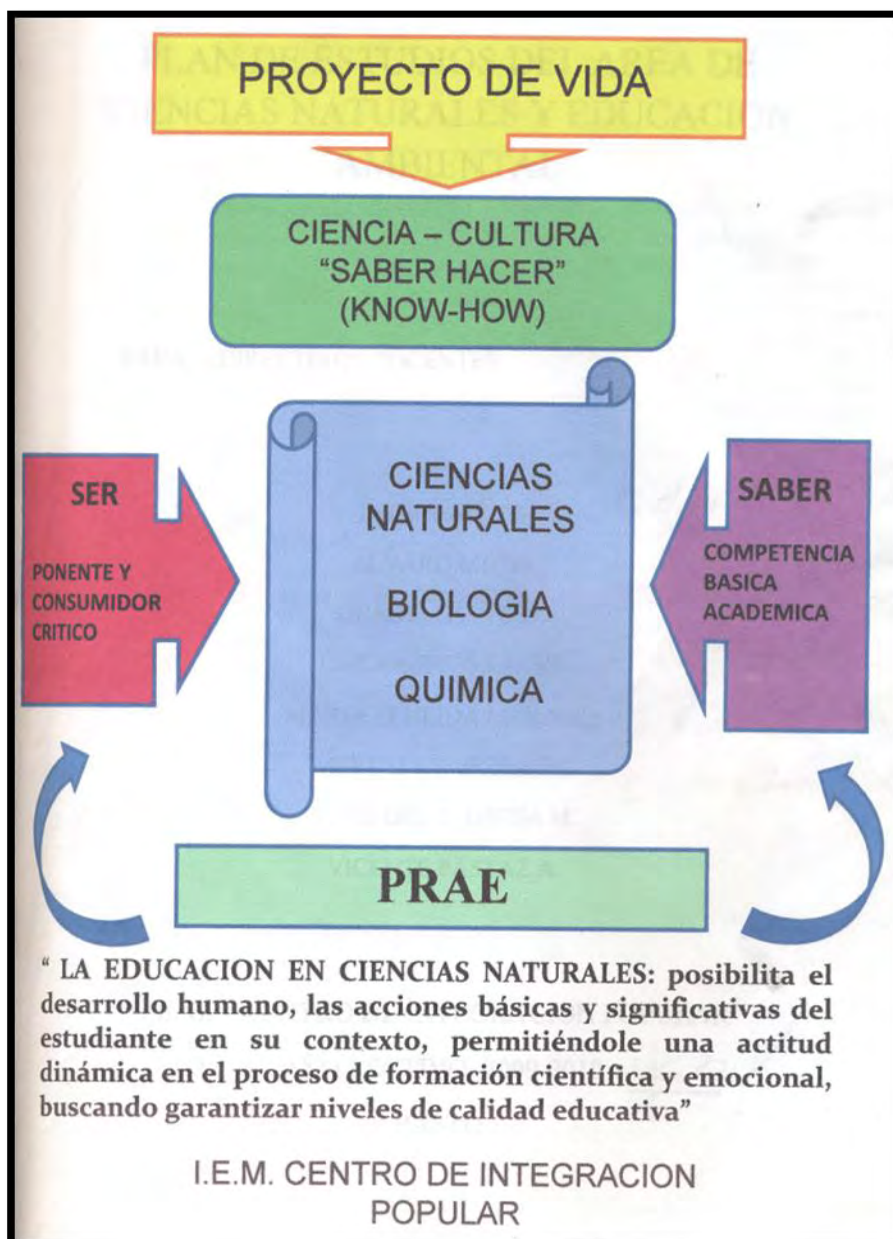 PROYECTO DE VIDA
CIENCIA – CULTURA
“SABER HACER”
(KNOW-HOW)
SER
PONENTE Y
CONSUMIDOR
CRITICO
CIENCIAS
NATURALES
BIOLOGIA
QUIMICA
SABER
COMPETENCIA
BASICA
ACADEMICA
PRAE
“ LA EDUCACION EN CIENCIAS NATURALES: posibilita el
desarrollo humano, las acciones básicas y significativas del
estudiante en su contexto, permitiéndole una actitud
dinámica en el proceso de formación científica y emocional,
buscando garantizar niveles de calidad educativa”
I.E.M. CENTRO DE INTEGRACION
POPULAR